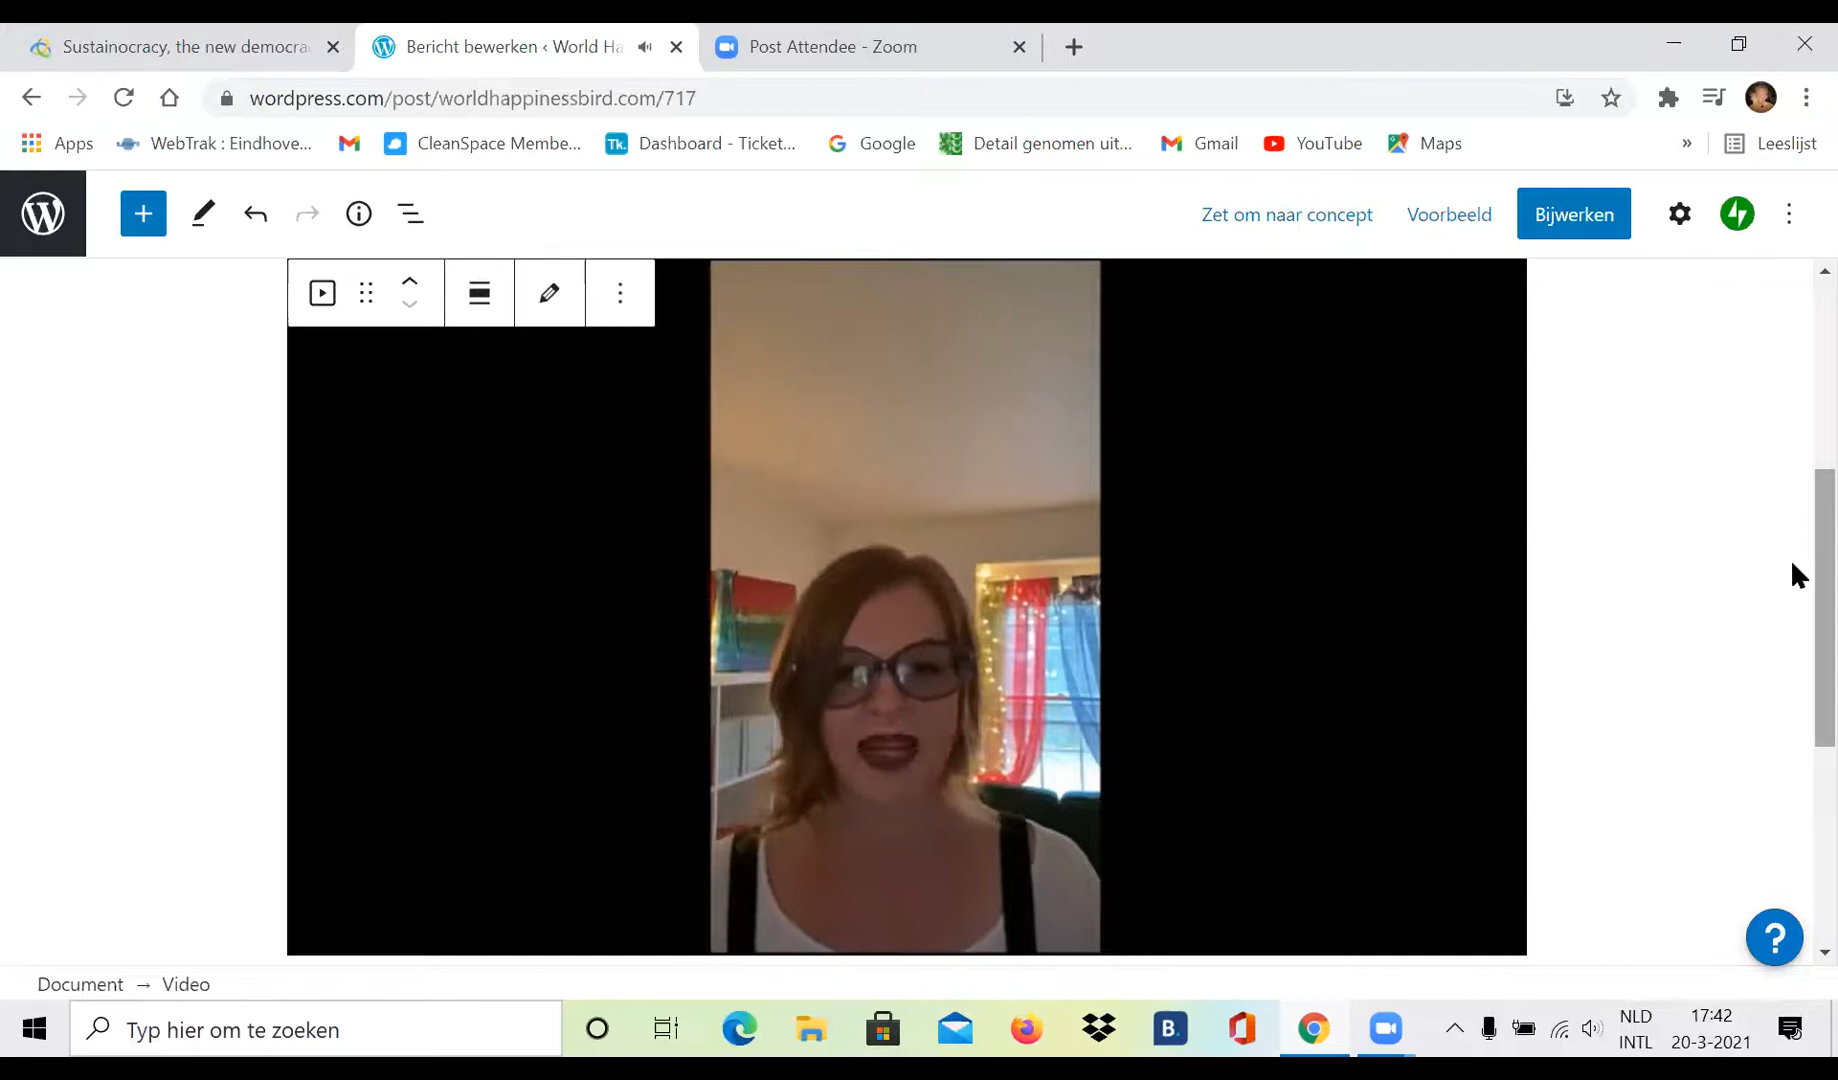 Sustainocracy, the new democra
Bericht bewerken ‹ World Ha
Post Attendee - Zoom
wordpress.com/post/worldhappinessbird.com/717
Apps
WebTrak : Eindhove...
CleanSpace Membe...
Tk.
Dashboard - Ticket...
Google
Detail genomen uit...
Gmail
YouTube
Maps
»
Leeslijst
Zet om naar concept
Voorbeeld
Bijwerken
?
Document → Video
Typ hier om te zoeken
B.
NLD
INTL
17:42
20-3-2021